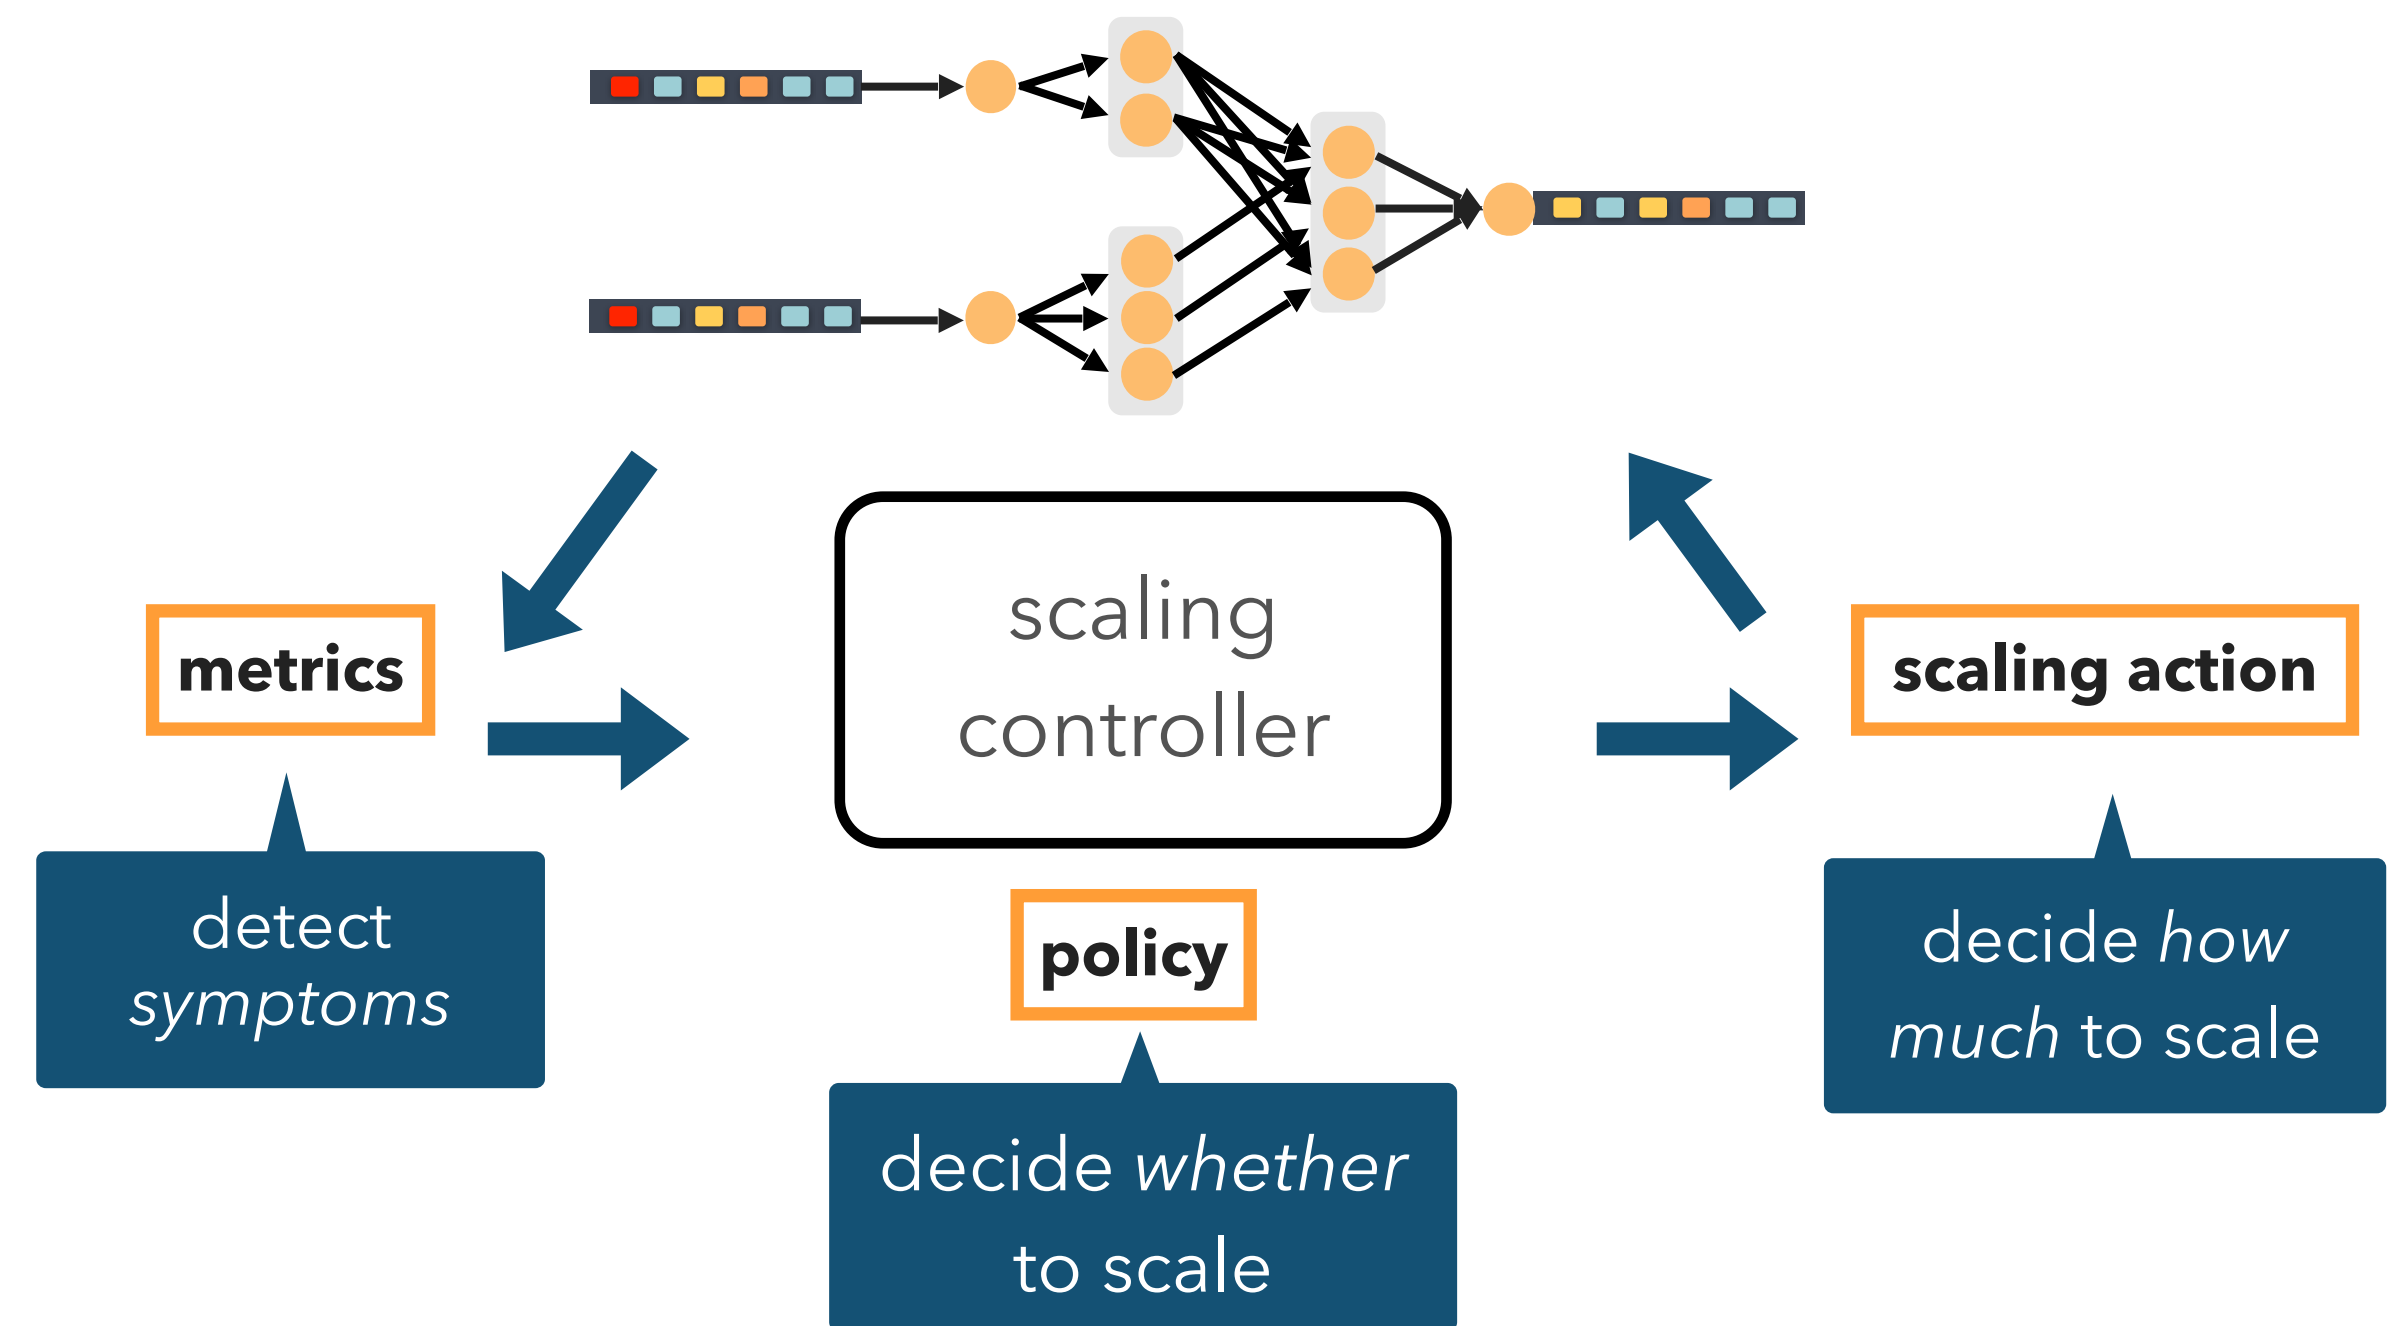 scaling
controller
metrics
scaling action
detect
symptoms
policy
decide how
much to scale
decide whether
to scale